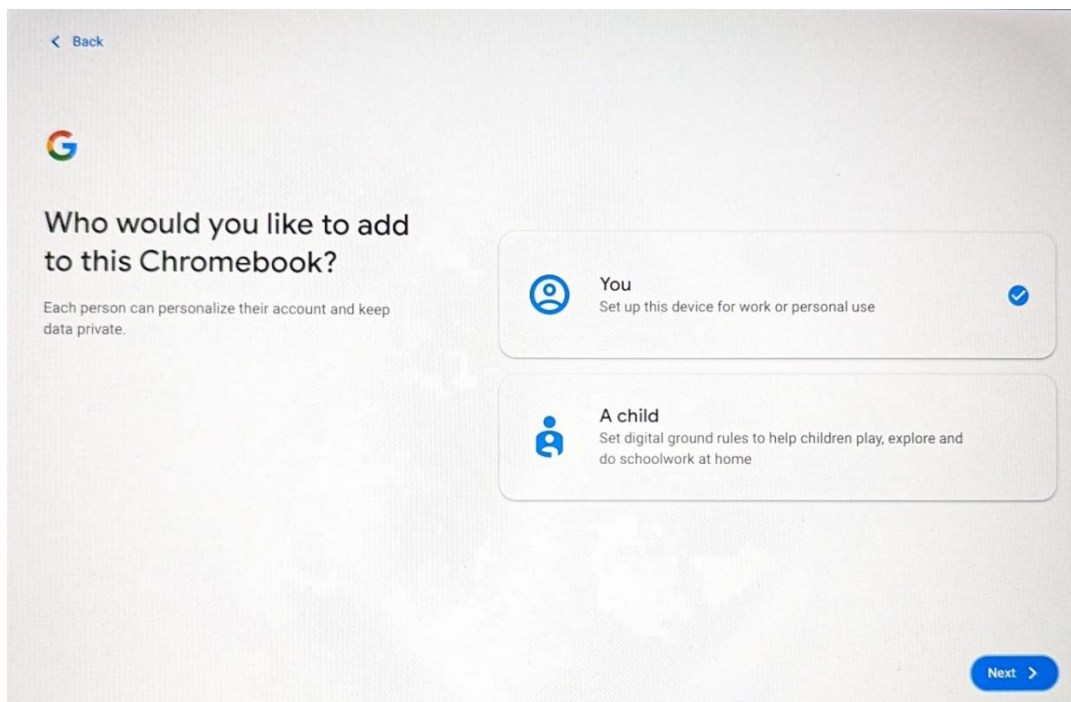 Back
Who would you like to add
to this Chromebook?
Each person can personalize their account and keep
data private.
You
Set up this device for work or personal use
A child
Set digital ground rules to help children play, explore and
do schoolwork at home
Next